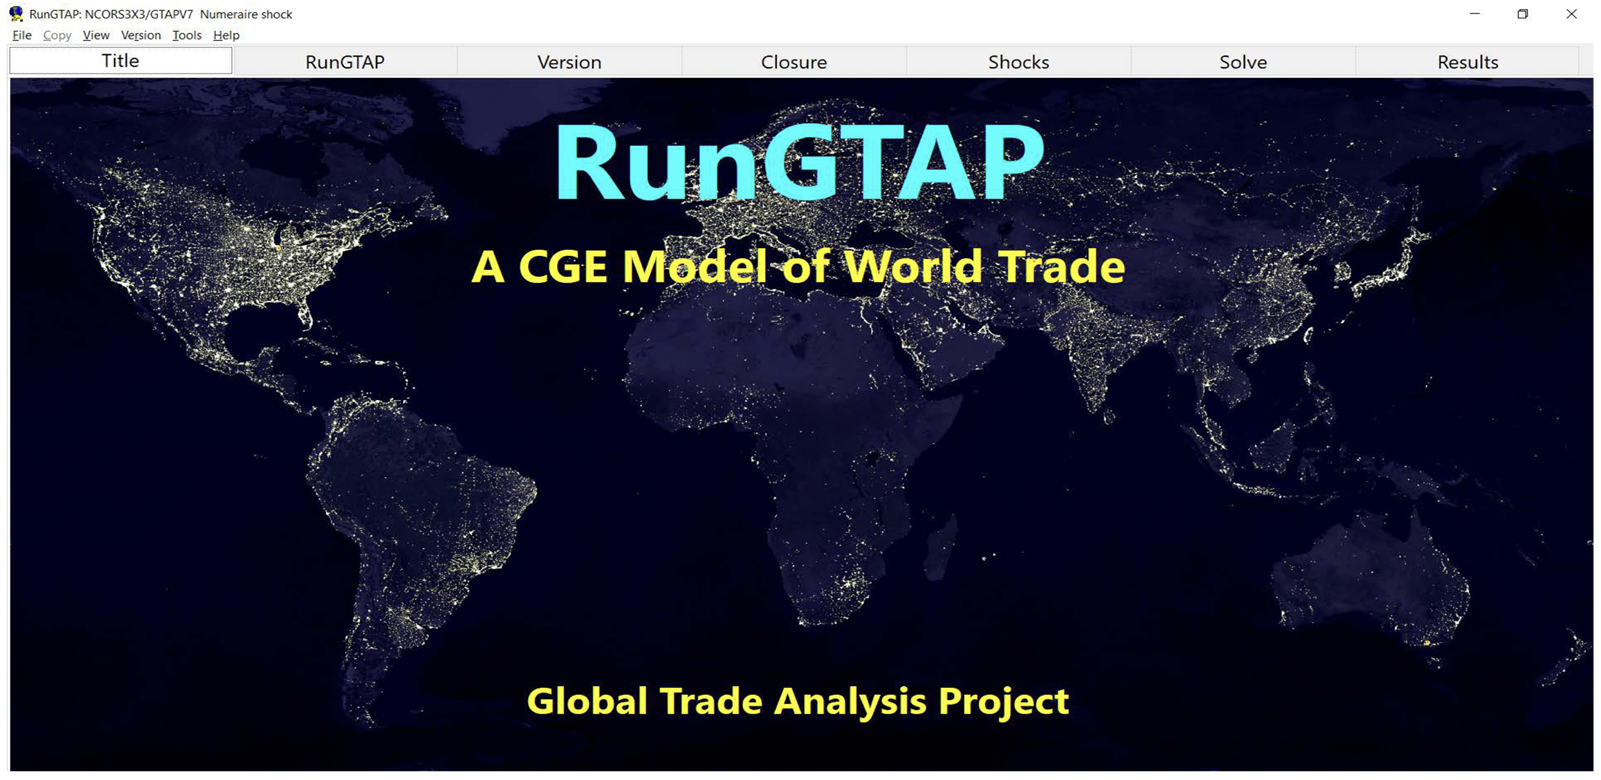 RunGTAP: NCORS3X3/GTAPV7 Numeraire shock
File Copy View Version Tools Help
Title RunGTAP Version Closure Shocks Solve Results
RunGTAP
A CGE Model of World Trade
Global Trade Analysis Project